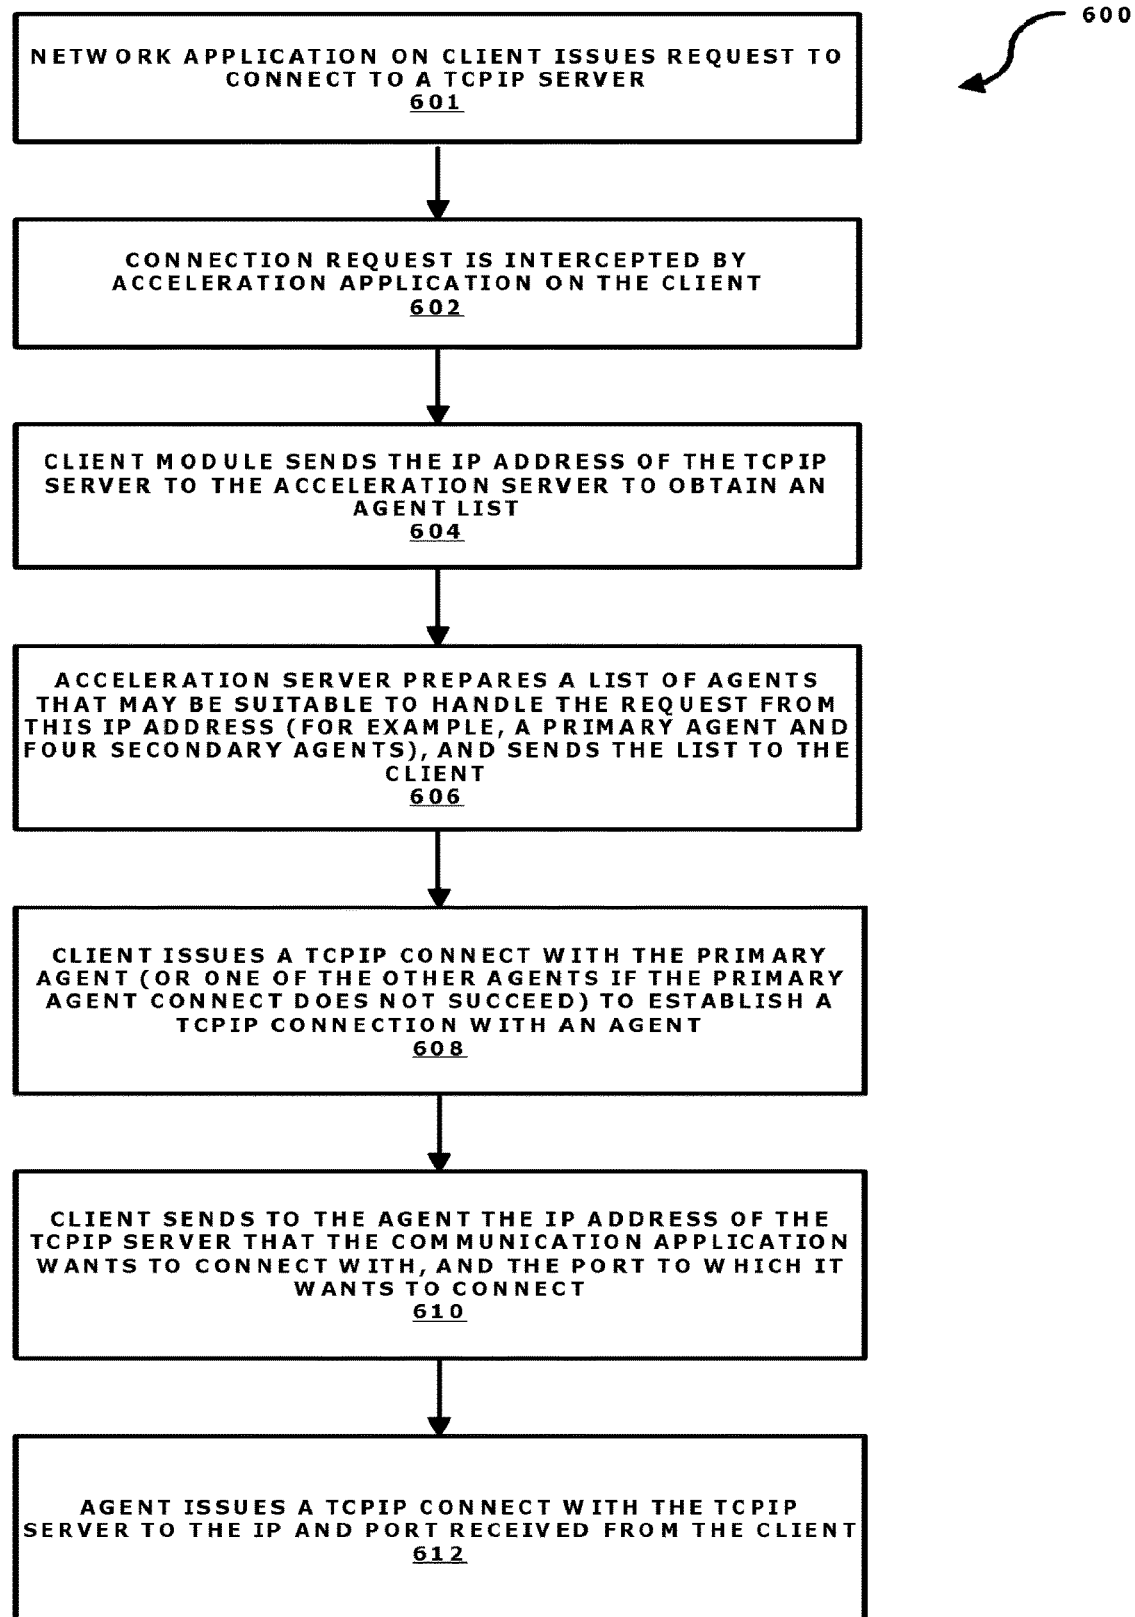 600
NETWORK APPLICATION ON CLIENT ISSUES REQUEST TO
CONNECT TO A TCPIP SERVER
601
CONNECTION REQUEST IS INTERCEPTED BY
ACCELERATION APPLICATION ON THE CLIENT
602
CLIENT MODULE SENDS THE IP ADDRESS OF THE TCPIP
SERVER TO THE ACCELERATION SERVER TO OBTAIN AN
AGENT LIST
604
ACCELERATION SERVER PREPARES A LIST OF AGENTS
THAT MAY BE SUITABLE TO HANDLE THE REQUEST FROM
THIS IP ADDRESS (FOR EXAMPLE, A PRIMARY AGENT AND
FOUR SECONDARY AGENTS), AND SENDS THE LIST TO THE
CLIENT
606
CLIENT ISSUES A TCPIP CONNECT WITH THE PRIMARY
AGENT (OR ONE OF THE OTHER AGENTS IF THE PRIMARY
AGENT CONNECT DOES NOT SUCCEED) TO ESTABLISH A
TCPIP CONNECTION WITH AN AGENT
608
CLIENT SENDS TO THE AGENT THE IP ADDRESS OF THE
TCPIP SERVER THAT THE COMMUNICATION APPLICATION
WANTS TO CONNECT WITH, AND THE PORT TO WHICH IT
WANTS TO CONNECT
610
AGENT ISSUES A TCPIP CONNECT WITH THE TCPIP
SERVER TO THE IP AND PORT RECEIVED FROM THE CLIENT
612